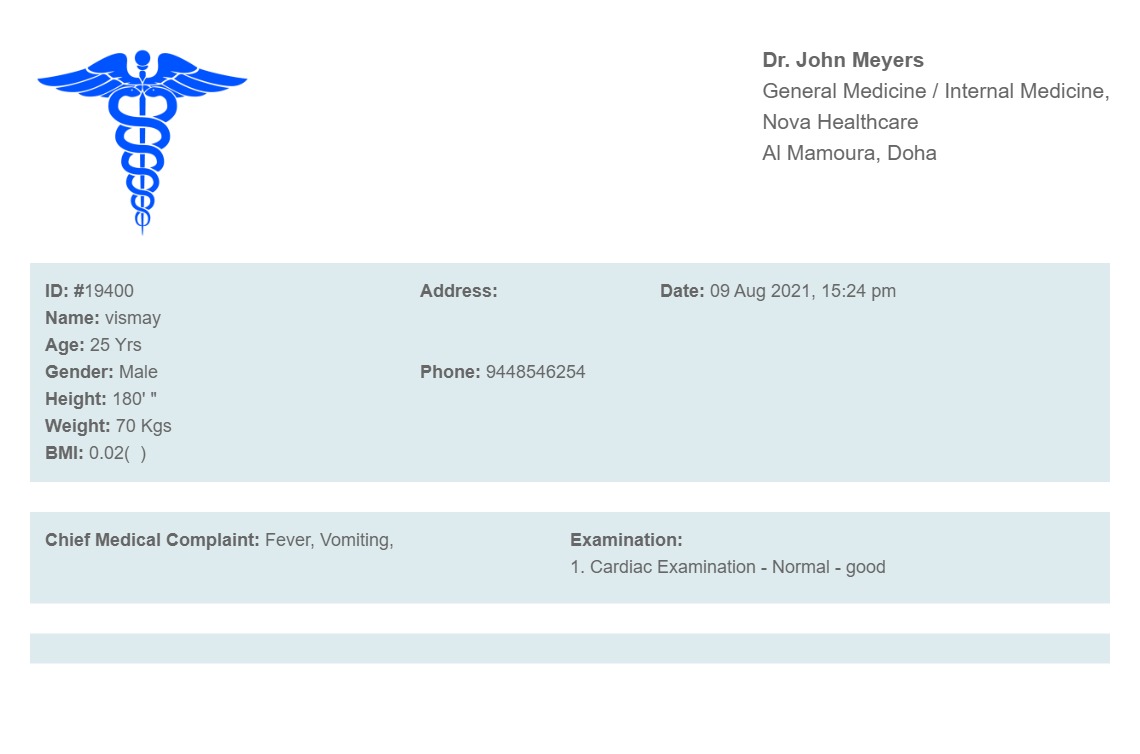 Dr. John Meyers
General Medicine / Internal Medicine,
Nova Healthcare
Al Mamoura, Doha
ID: #19400
Name: vismay
Age: 25 Yrs
Gender: Male
Height: 180' "
Weight: 70 Kgs
BMI: 0.02(  )
Address:
Phone: 9448546254
Date: 09 Aug 2021, 15:24 pm
Chief Medical Complaint: Fever, Vomiting,
Examination:
1. Cardiac Examination - Normal - good